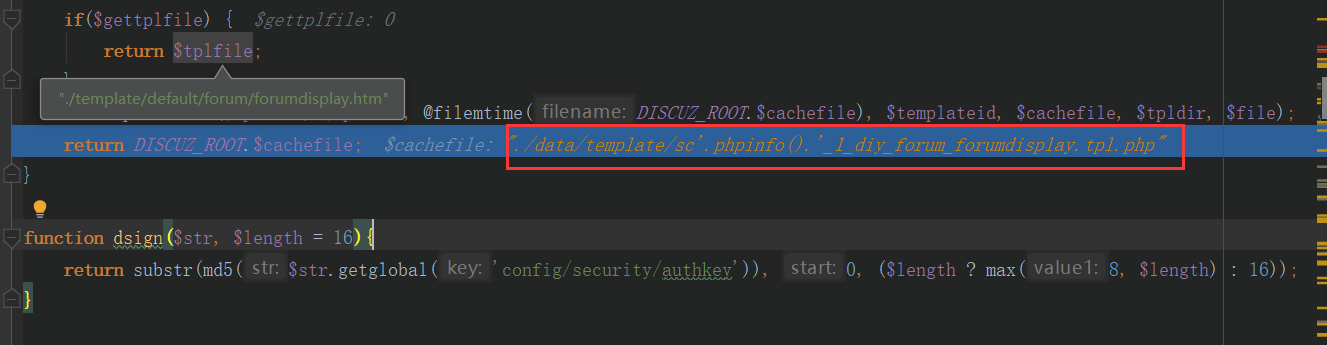 if($gettplfile) { $gettplfile: 0
return $tplfile;
"./template/default/forum/forumdisplay.htm"
, @filemtime( filename: DISCUZ_ROOT.$cachefile), $templateid, $cachefile, $tpldir, $file);
return DISCUZ_ROOT.$cachefile; $cachefile: "./data/template/sc'.phpinfo().'_1_diy_forum_forumdisplay.tpl.php"
}
function dsign($str, $length = 16){
return substr(md5( str: $str.getglobal( key: 'config/security/authkey')), start: 0, ($length ? max( value1: 8, $length) : 16));
}